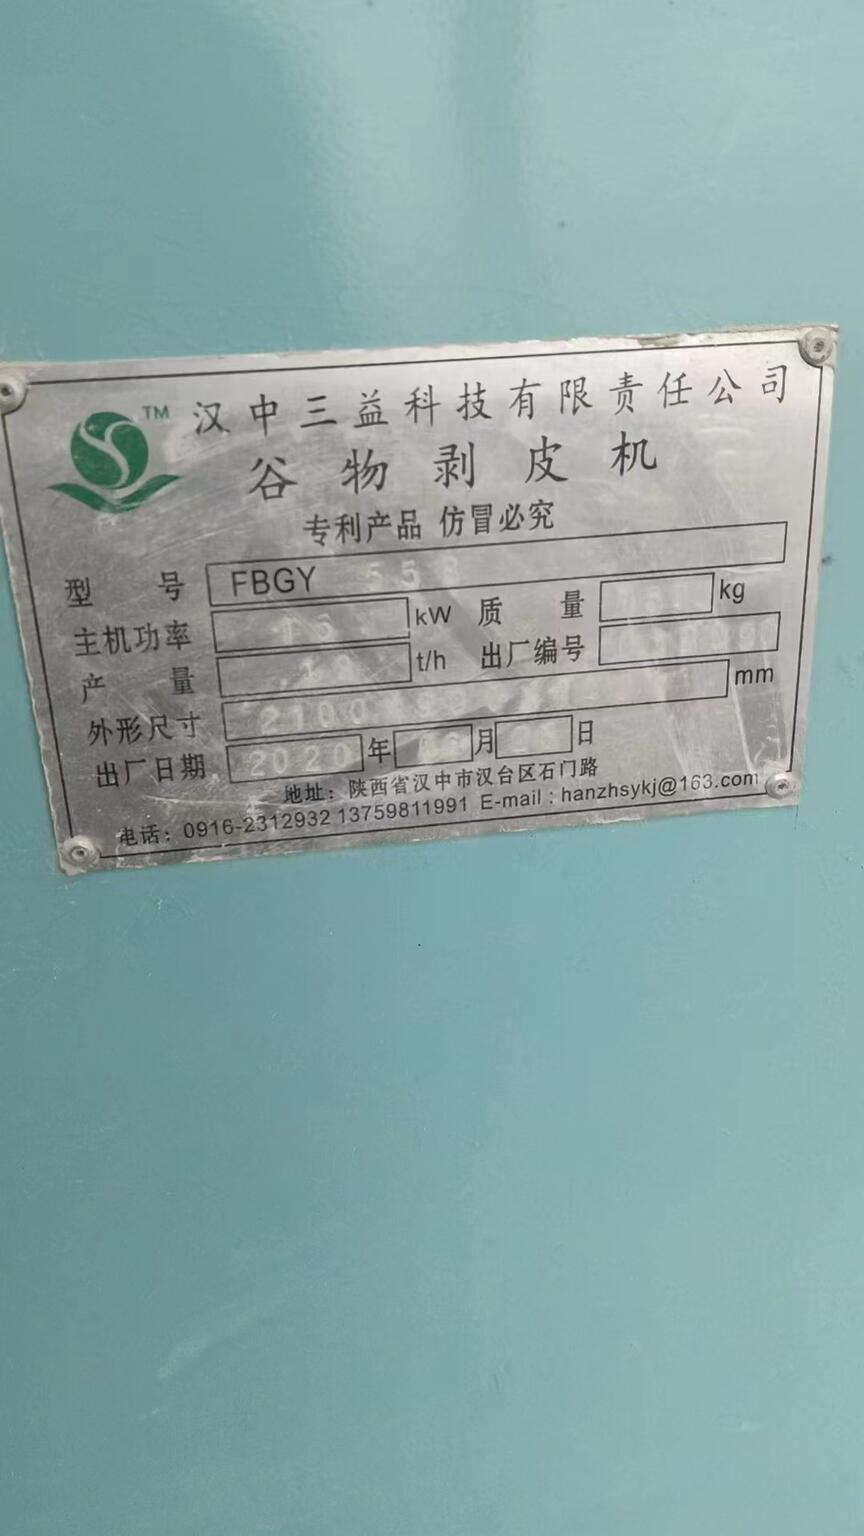 TM 汉中三益科技有限责任公司
谷物剥皮机
专利产品 仿冒必究
型号 FBGY 558
主机功率 kW 质量 kg
产量 t/h 出厂编号
外形尺寸 2100 mm
出厂日期 2020 年 月 日
地址：陕西省汉中市汉台区石门路
电话：0916-2312932 13759811991 E-mail：hanzhsykj@163.com